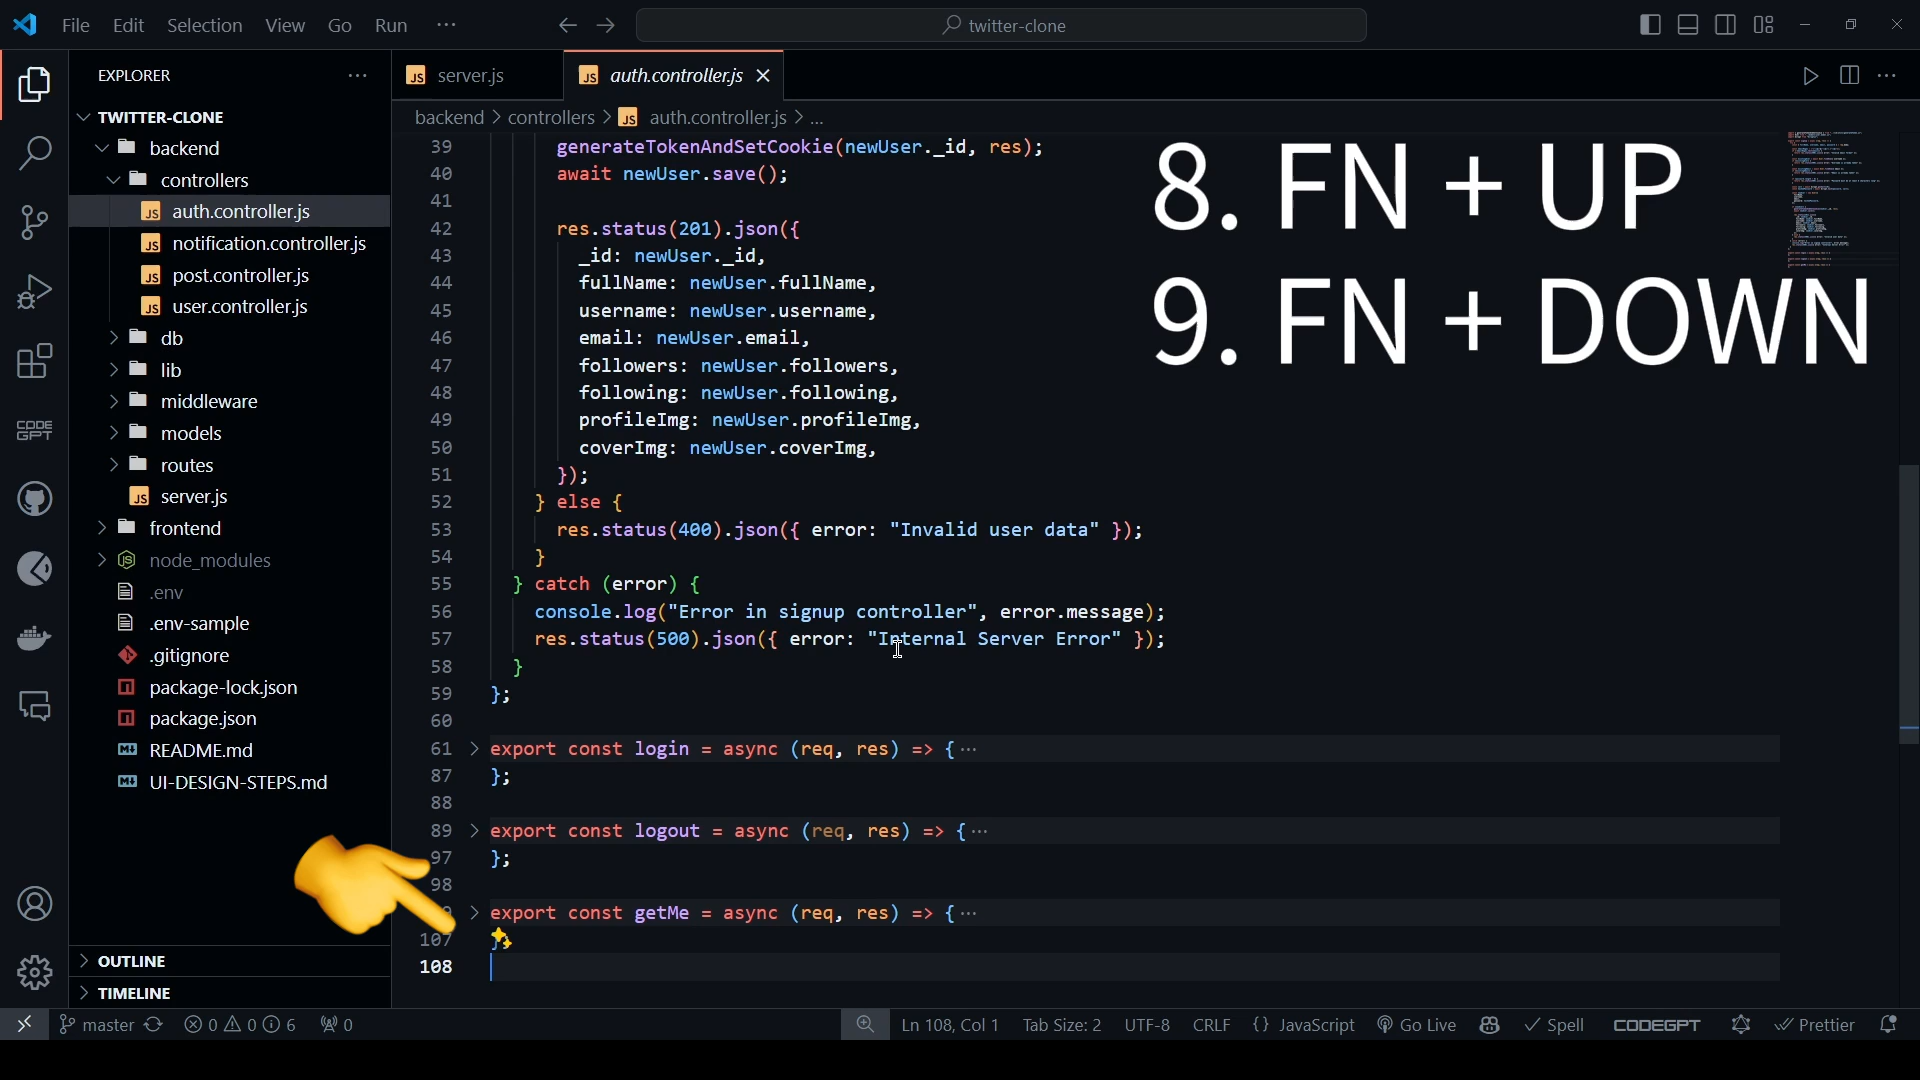 File Edit Selection View Go Run ···
twitter-clone
EXPLORER ···
TWITTER-CLONE
backend
controllers
JS auth.controller.js
JS notification.controller.js
JS post.controller.js
JS user.controller.js
db
lib
middleware
models
routes
JS server.js
frontend
node_modules
.env
.env-sample
.gitignore
package-lock.json
package.json
README.md
UI-DESIGN-STEPS.md
OUTLINE
TIMELINE
CODE GPT
JS server.js
JS auth.controller.js
backend > controllers > JS auth.controller.js > ...
39 generateTokenAndSetCookie(newUser._id, res);
40 await newUser.save();
41
42 res.status(201).json({
43 _id: newUser._id,
44 fullName: newUser.fullName,
45 username: newUser.username,
46 email: newUser.email,
47 followers: newUser.followers,
48 following: newUser.following,
49 profileImg: newUser.profileImg,
50 coverImg: newUser.coverImg,
51 });
52 } else {
53 res.status(400).json({ error: "Invalid user data" });
54 }
55 } catch (error) {
56 console.log("Error in signup controller", error.message);
57 res.status(500).json({ error: "Internal Server Error" });
58 }
59 };
60
61 > export const login = async (req, res) => { ···
87 };
88
89 > export const logout = async (req, res) => { ···
97 };
98
> export const getMe = async (req, res) => { ···
107 }
108
8. FN + UP
9. FN + DOWN
master 0 0 6 0
Ln 108, Col 1 Tab Size: 2 UTF-8 CRLF {} JavaScript Go Live Spell CODEGPT Prettier